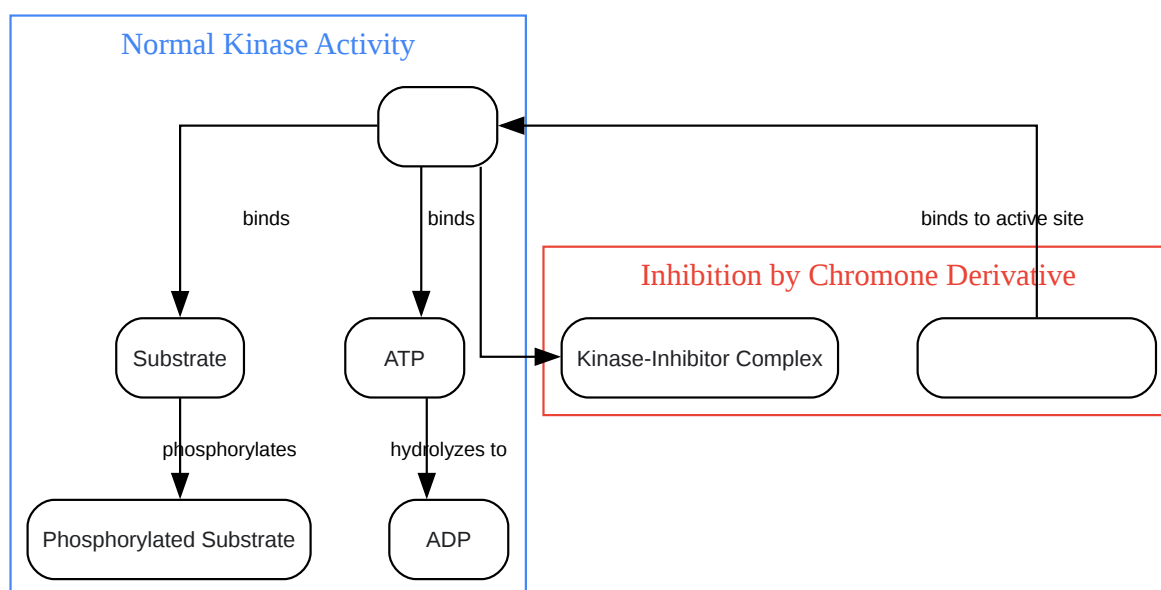 Normal Kinase Activity
binds
binds
binds to active site
Inhibition by Chromone Derivative
Substrate
ATP
Kinase-Inhibitor Complex
phosphorylates
hydrolyzes to
Phosphorylated Substrate
ADP